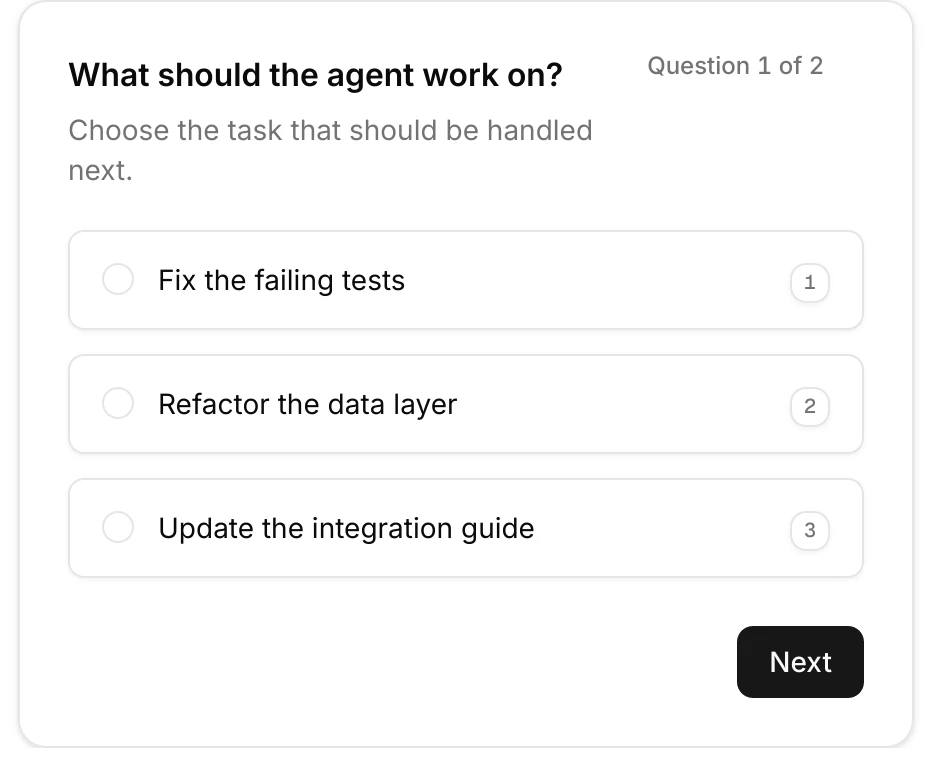 What should the agent work on?
Question 1 of 2
Choose the task that should be handled
next.
Fix the failing tests
1
Refactor the data layer
2
Update the integration guide
3
Next